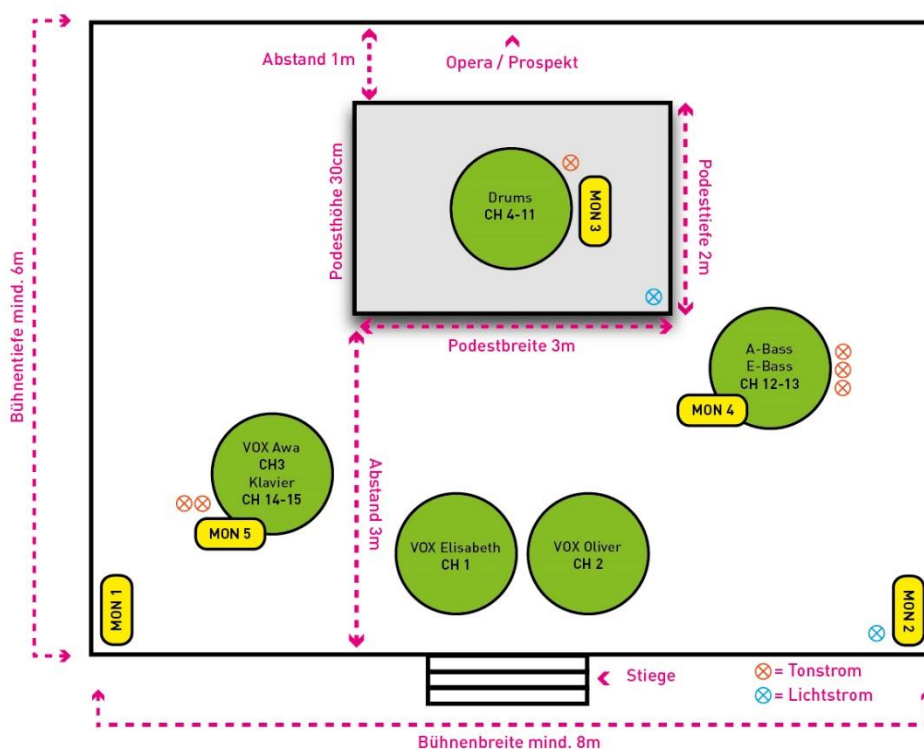 Abstand 1m
Opera / Prospekt
Bühnentiefe mind. 6m
Podesthöhe 30cm
Drums
CH 4-11
MON 3
Podesttiefe 2m
Podestbreite 3m
A-Bass
E-Bass
CH 12-13
MON 4
VOX Awa
CH3
Klavier
CH 14-15
MON 5
Abstand 3m
VOX Elisabeth
CH 1
VOX Oliver
CH 2
MON 1
MON 2
Stiege
= Tonstrom
= Lichtstrom
Bühnenbreite mind. 8m